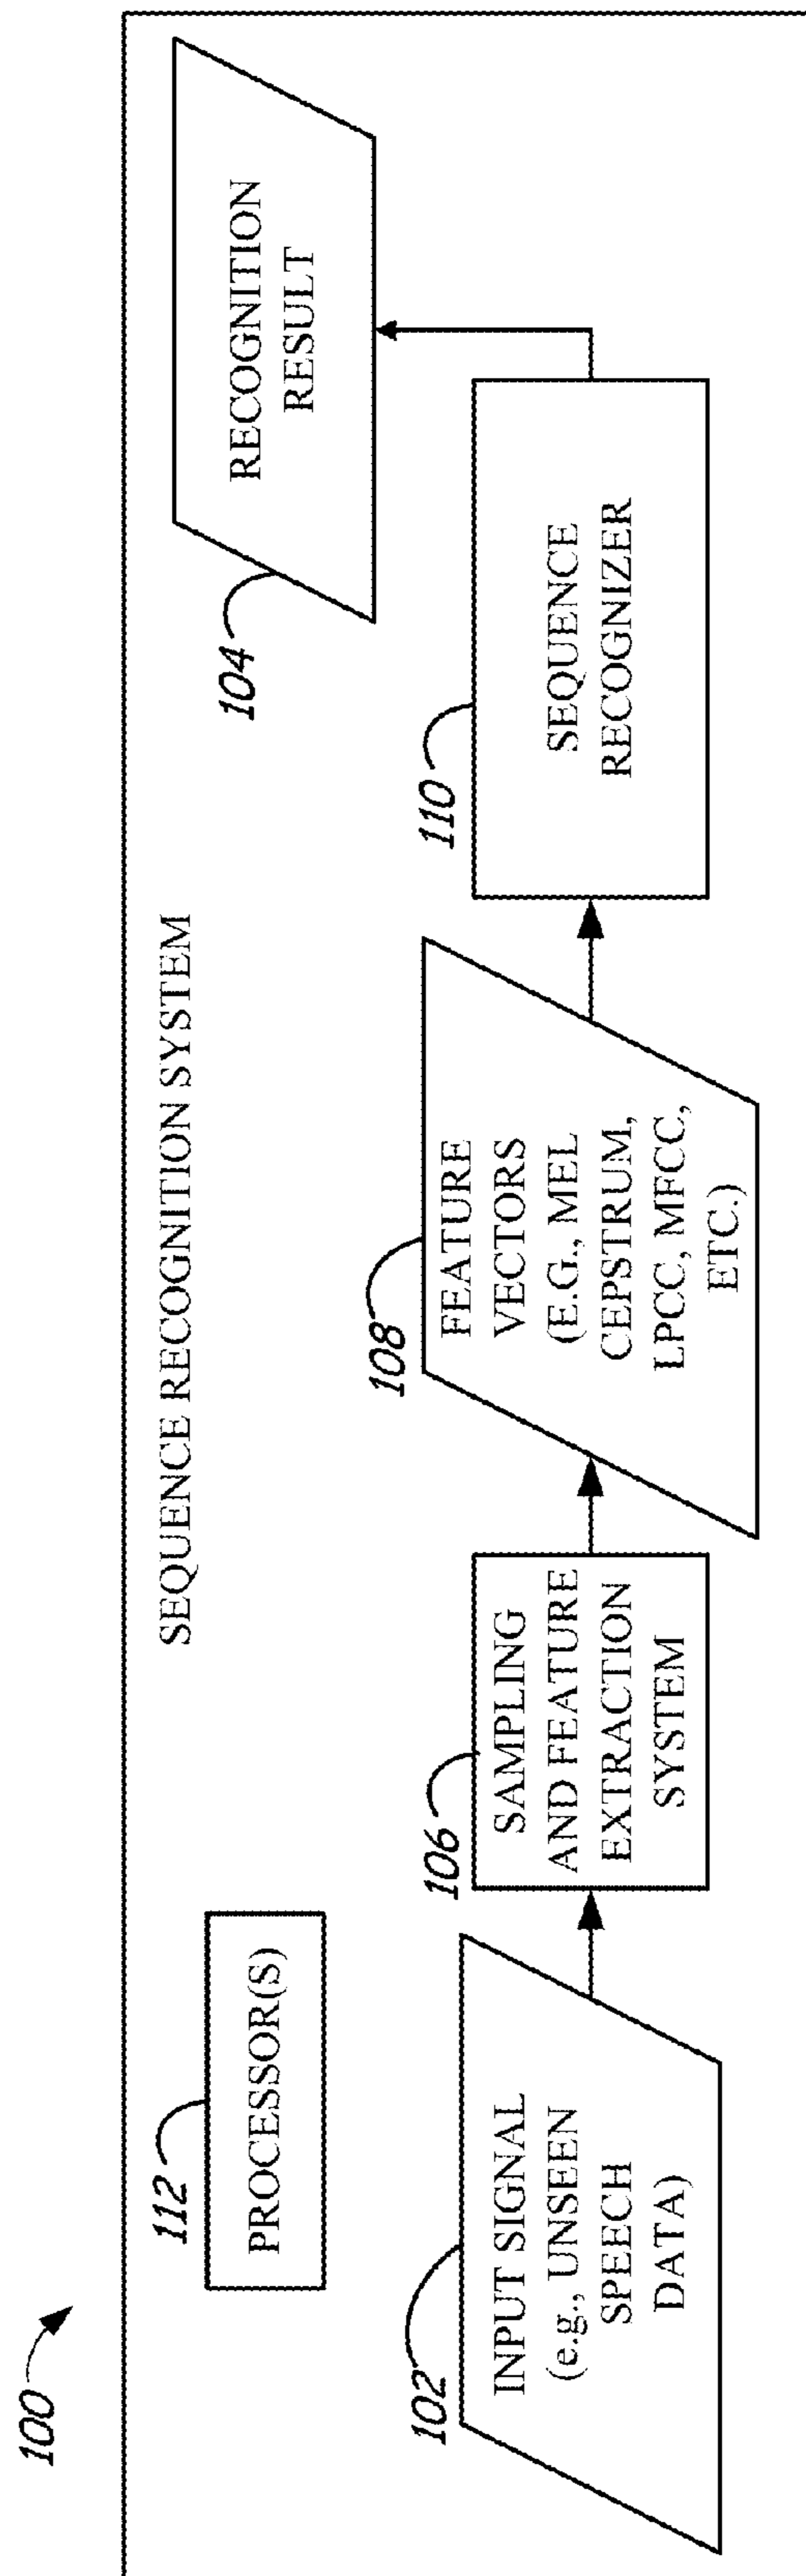 100
SEQUENCE RECOGNITION SYSTEM
112
PROCESSOR(S)
104
RECOGNITION
RESULT
102
INPUT SIGNAL
(e.g., UNSEEN
SPEECH
DATA)
106
SAMPLING
AND FEATURE
EXTRACTION
SYSTEM
108
FEATURE
VECTORS
(E.G., MEL
CEPSTRUM,
LPCC, MFCC,
ETC.)
110
SEQUENCE
RECOGNIZER